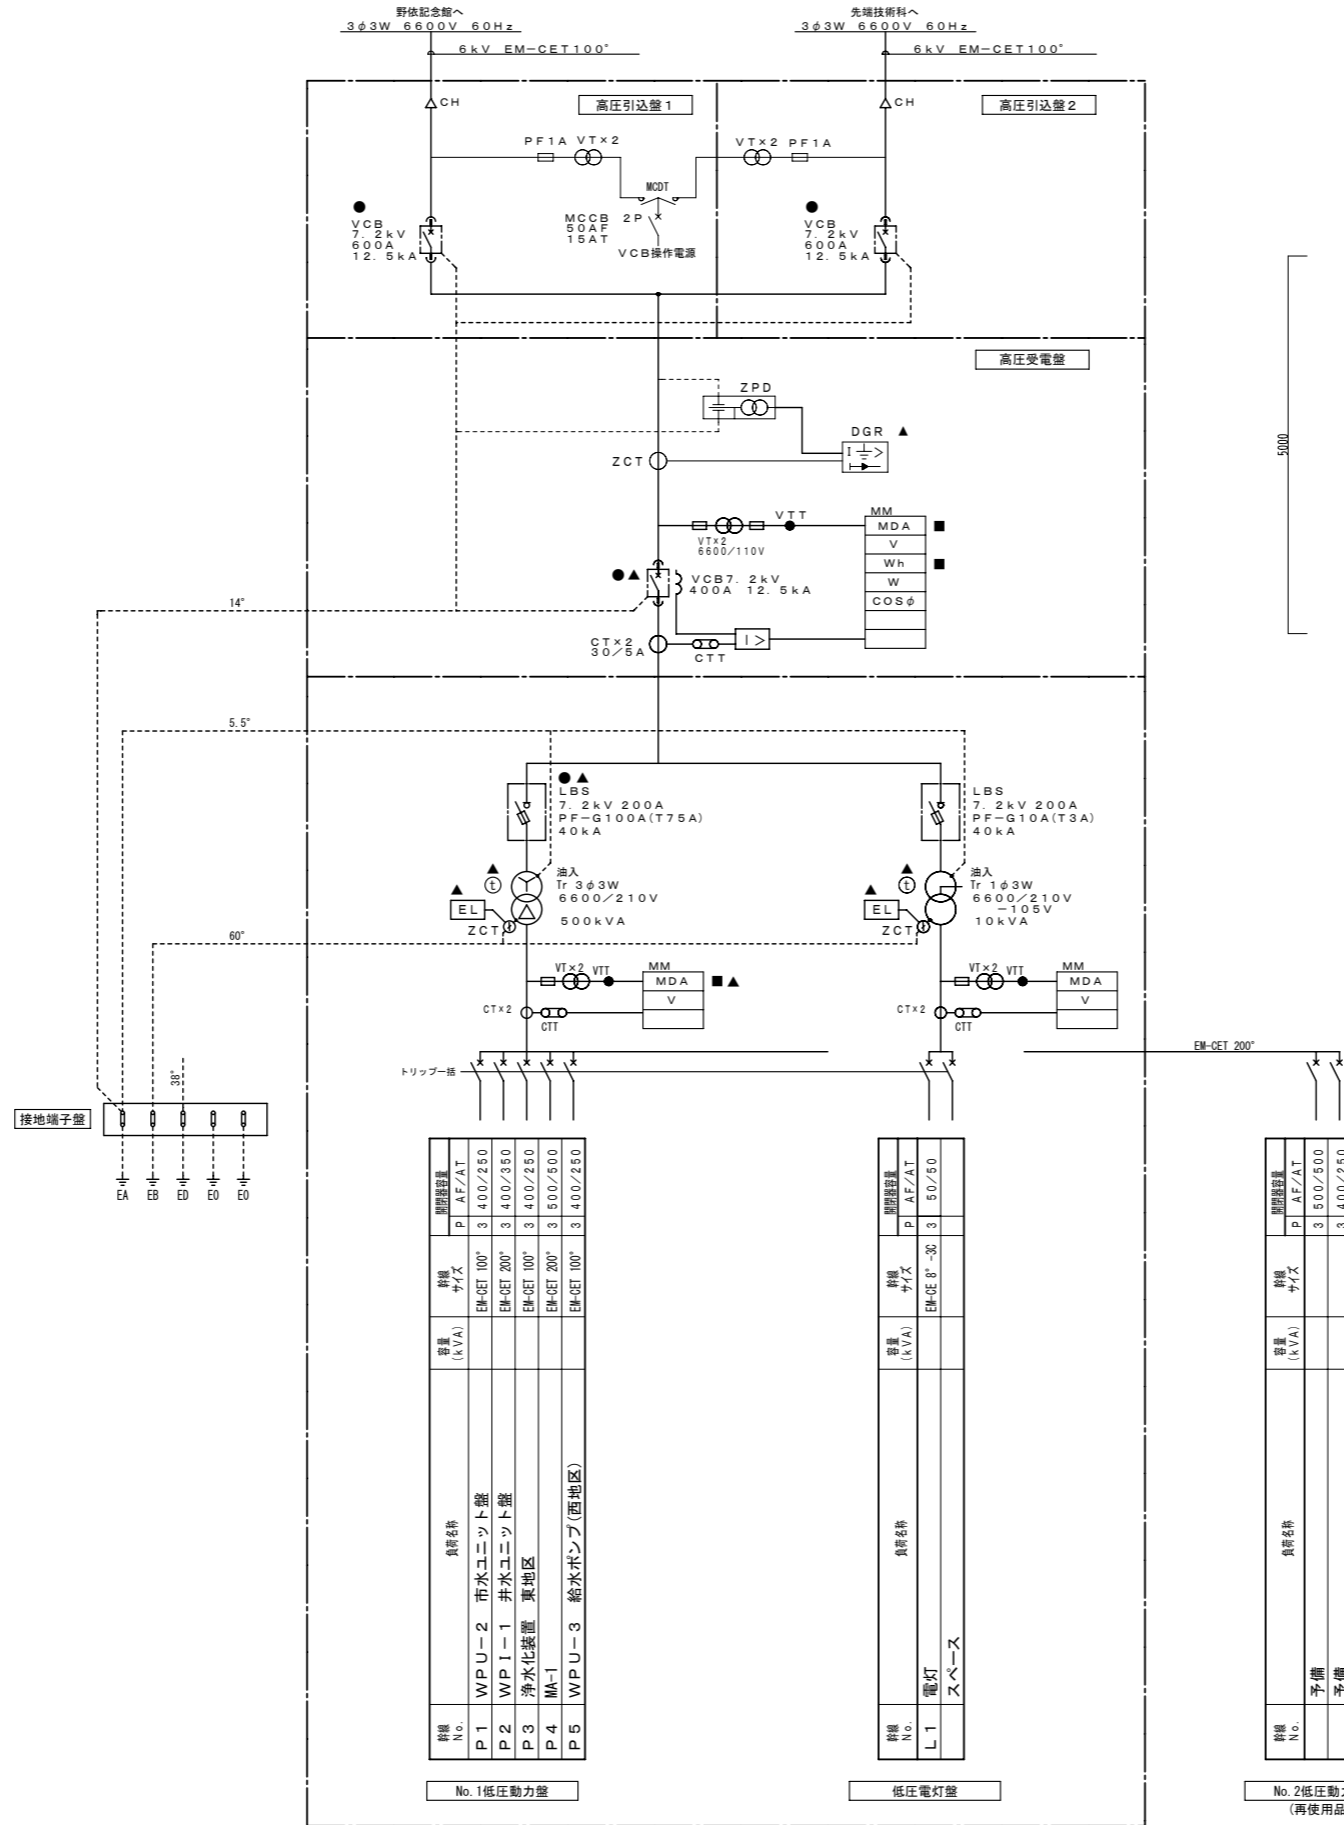 野依記念館へ
3φ3W 6600V 60Hz
6kV EM-CET100°
先端技術科へ
3φ3W 6600V 60Hz
6kV EM-CET100°
CH
高圧引込盤1
CH
高圧引込盤2
PF1A VT×2
VT×2 PF1A
MCDT
MCCB 2P
50AF
15AT
VCB操作電源
●
VCB
7.2kV
600A
12.5kA
●
VCB
7.2kV
600A
12.5kA
高圧受電盤
ZPD
DGR ▲
I >
ZCT
VTT
VT×2
6600/110V
MM
MDA ■
V
Wh ■
W
COSφ
●▲
VCB7.2kV
400A 12.5kA
I>
CT×2
30/5A
CTT
5000
14°
5.5°
60°
38°
●▲
LBS
7.2kV 200A
PF-G100A(T75A)
40kA
LBS
7.2kV 200A
PF-G10A(T3A)
40kA
▲
t
油入
Tr 3φ3W
6600/210V
500kVA
▲
EL
ZCT
▲
t
油入
Tr 1φ3W
6600/210V
-105V
10kVA
▲
EL
ZCT
VT×2 VTT
MM
MDA ■▲
V
CT×2
CTT
VT×2 VTT
MM
MDA
V
CT×2
CTT
トリップ一括
EM-CET 200°
接地端子盤
EA EB ED EO EO
幹線No. 負荷名称 容量(kVA) 幹線サイズ 開閉器容量 P AF/AT
P1 WPU-2 市水ユニット盤 EM-CET 100° 3 400/250
P2 WPI-1 井水ユニット盤 EM-CET 200° 3 400/350
P3 浄水化装置 東地区 EM-CET 100° 3 400/250
P4 MA-1 EM-CET 200° 3 500/500
P5 WPU-3 給水ポンプ(西地区) EM-CET 100° 3 400/250
No.1低圧動力盤
幹線No. 負荷名称 容量(kVA) 幹線サイズ 開閉器容量 P AF/AT
L1 電灯 EM-CE 8°-3C 3 50/50
スペース
低圧電灯盤
幹線No. 負荷名称 容量(kVA) 幹線サイズ 開閉器容量 P AF/AT
予備 3 500/500
予備 3 400/250
No.2低圧動
(再使用品